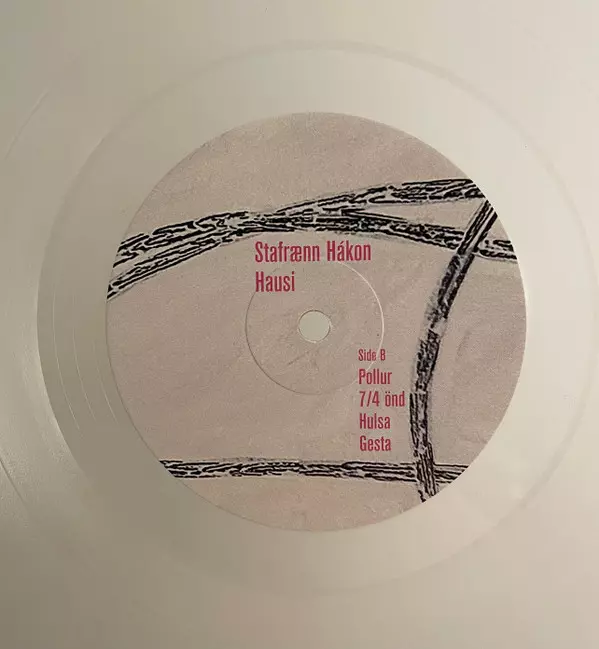 Stafrænn Hákon
Hausi
Side B
Pollur
7/4 önd
Hulsa
Gesta